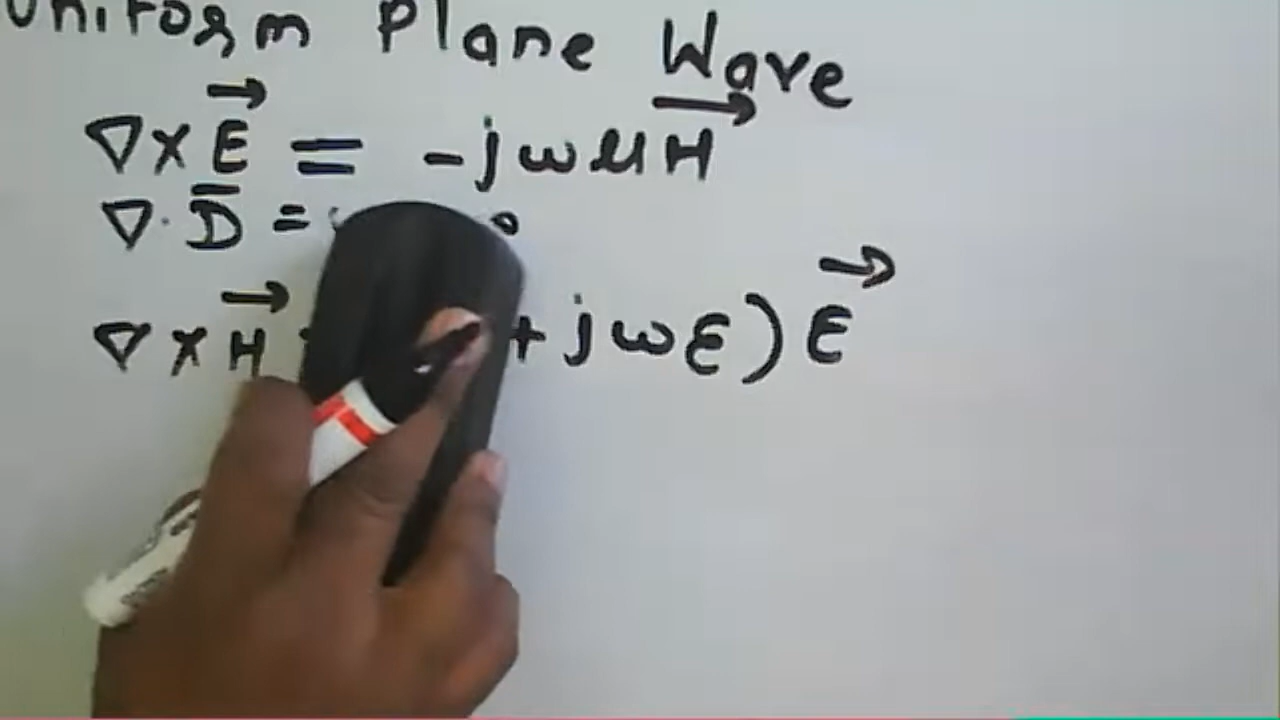 Uniform Plane Wave
∇ × E⃗ = -jωμH⃗
∇ · D̅ =
∇ × H⃗ + jωε) E⃗